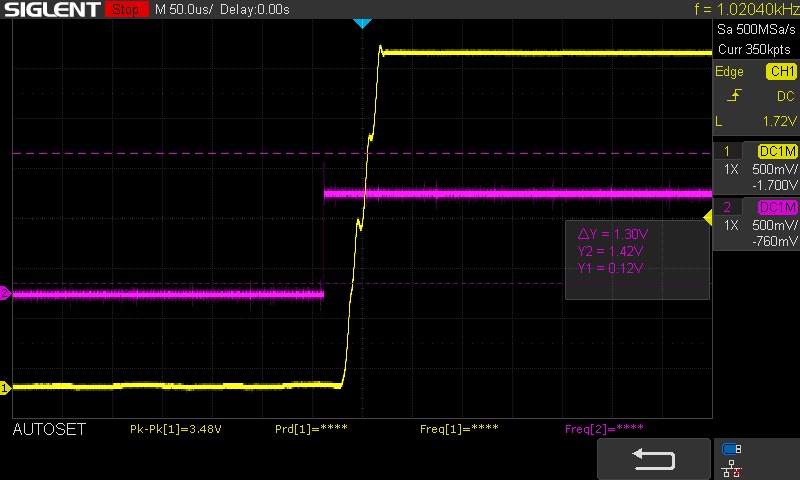 SIGLENT Stop M 50.0us/ Delay:0.00s f = 1.02040kHz
Sa 500MSa/s
Curr 350kpts
Edge CH1
DC
L 1.72V
1 DC1M
1X 500mV/
-1.700V
2 DC1M
1X 500mV/
-760mV
△Y = 1.30V
Y2 = 1.42V
Y1 = 0.12V
2
1
AUTOSET Pk-Pk[1]=3.48V Prd[1]=**** Freq[1]=**** Freq[2]=****